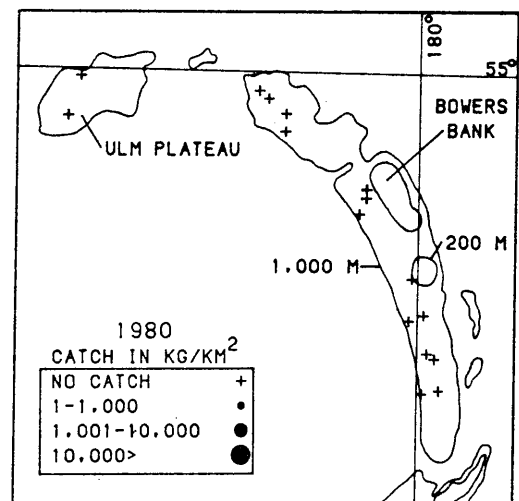 180°
55°
BOWERS
BANK
ULM PLATEAU
200 M
1.000 M
1980
CATCH IN KG/KM²
NO CATCH +
1-1.000
1.001-10.000
10.000>